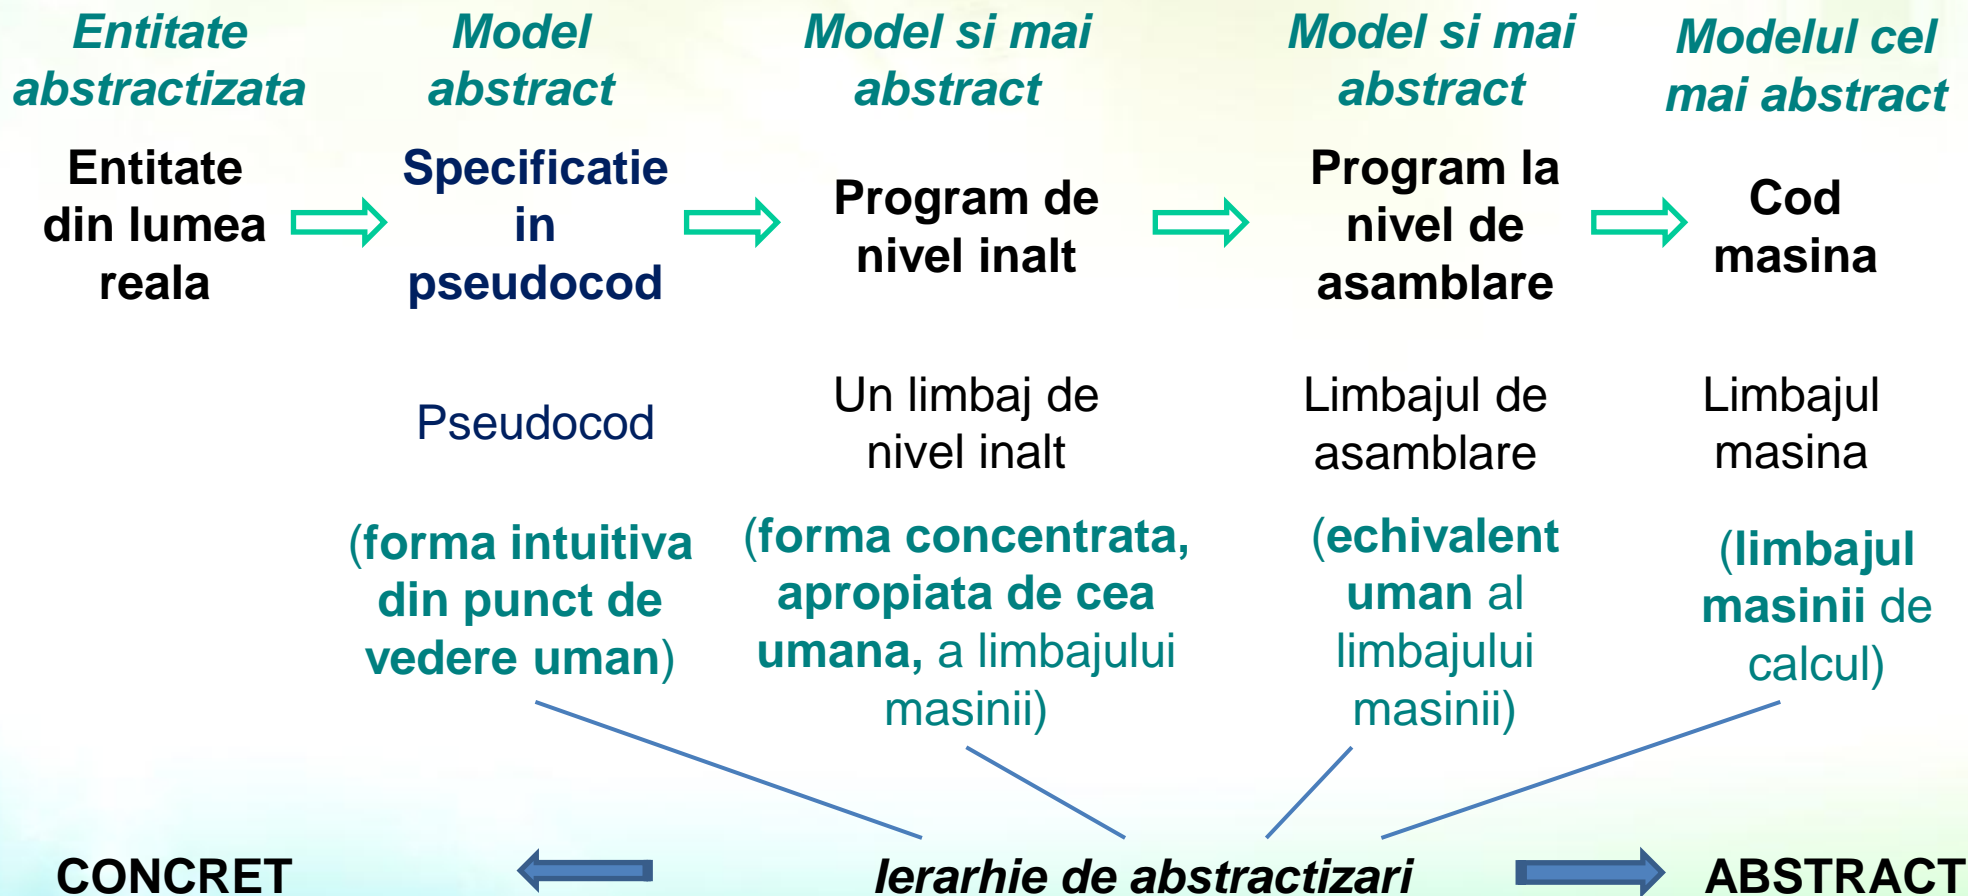 Entitate
abstractizata
Model
abstract
Model si mai
abstract
Model si mai
abstract
Modelul cel
mai abstract
Entitate
din lumea
reala
Specificatie
in
pseudocod
Program de
nivel inalt
Program la
nivel de
asamblare
Cod
masina
Pseudocod
Un limbaj de
nivel inalt
Limbajul de
asamblare
Limbajul
masina
(forma intuitiva
din punct de
vedere uman)
(forma concentrata,
apropiata de cea
umana, a limbajului
masinii)
(echivalent
uman al
limbajului
masinii)
(limbajul
masinii de
calcul)
CONCRET
Ierarhie de abstractizari
ABSTRACT